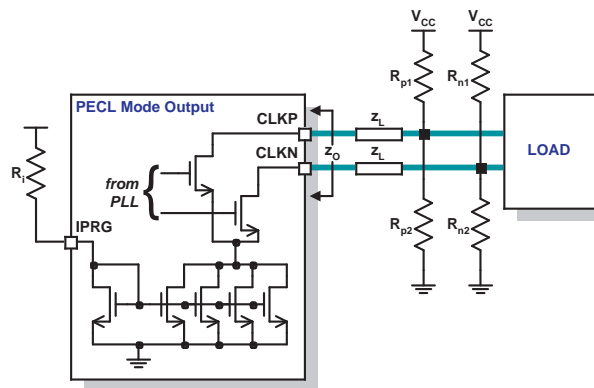 V_CC V_CC
R_p1 R_n1
PECL Mode Output
CLKP
CLKN
z_L
z_O
z_L
LOAD
R_i
from
PLL
IPRG
R_p2 R_n2